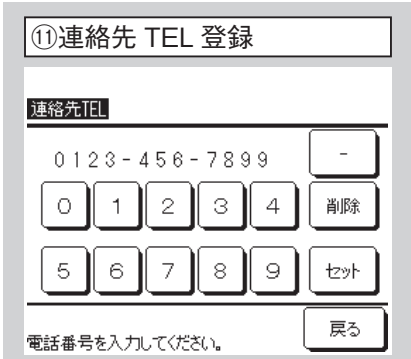 ⑪連絡先 TEL 登録
連絡先TEL
0123-456-7899 -
0 1 2 3 4 削除
5 6 7 8 9 セット
電話番号を入力してください。 戻る